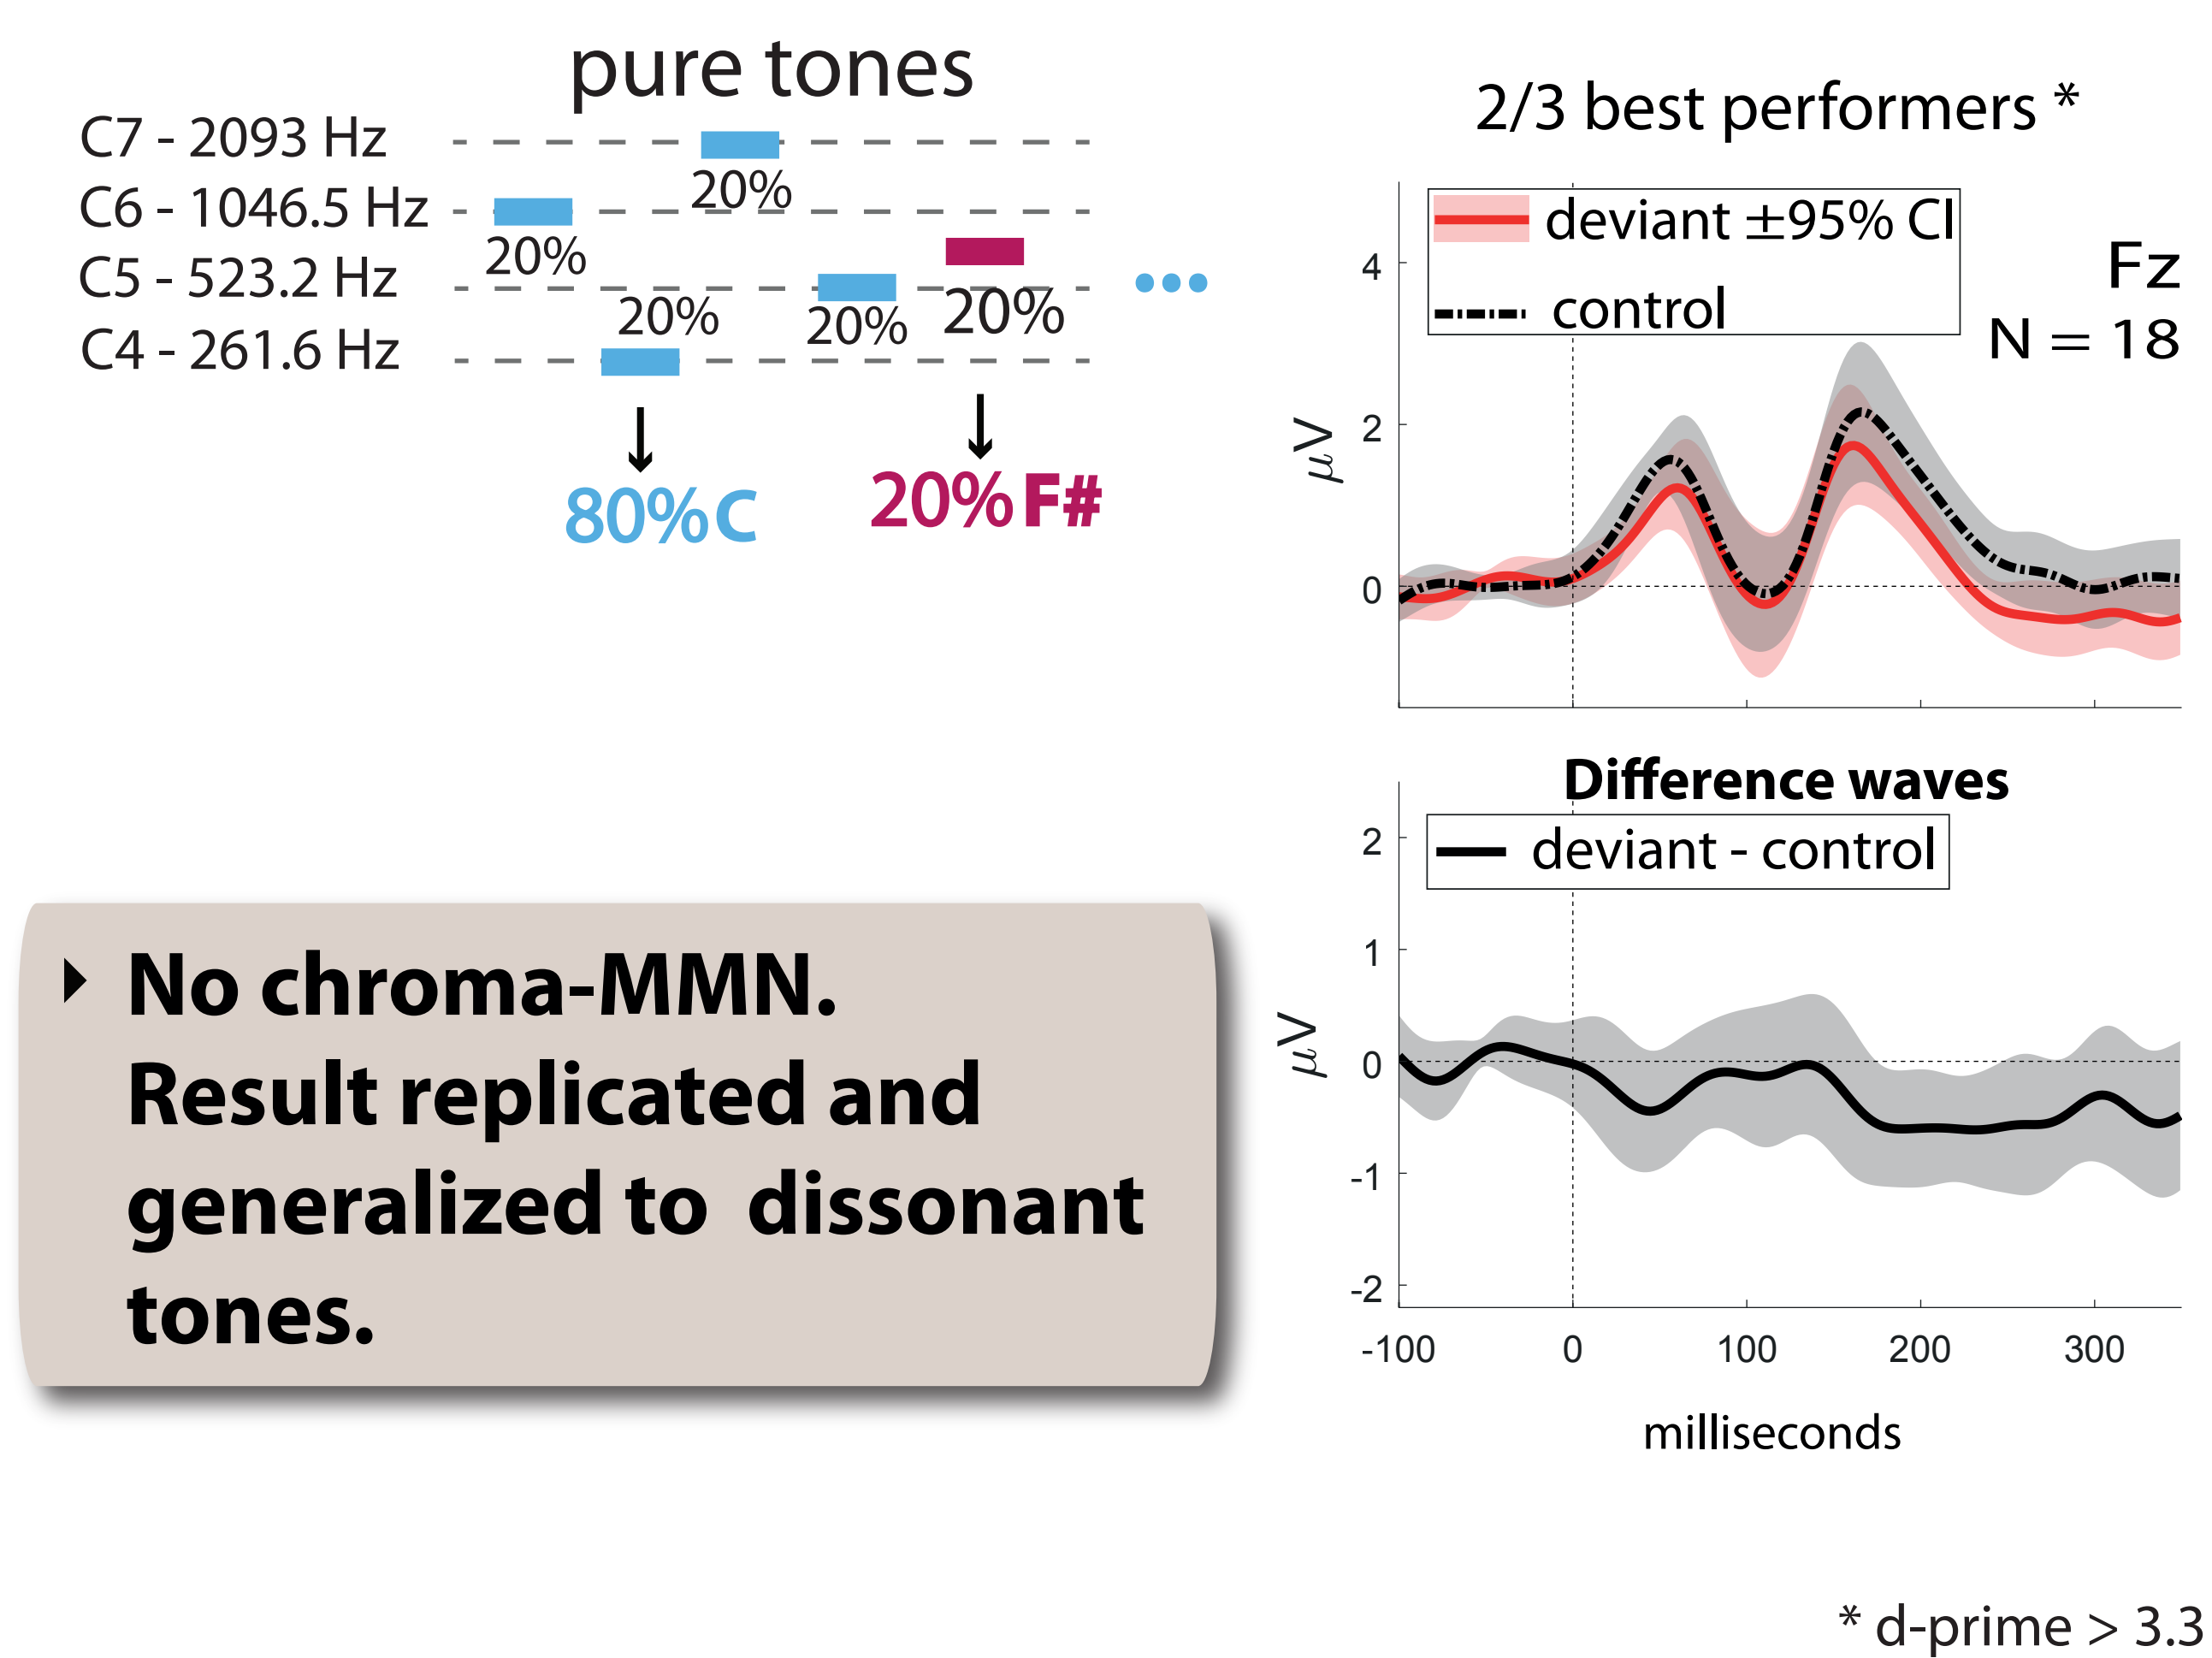 pure tones
C7 - 2093 Hz
20%
C6 - 1046.5 Hz
20%
C5 - 523.2 Hz
20%
20%
20%
C4 - 261.6 Hz
80%C
20% F#
No chroma-MMN.
Result replicated and
generalized to dissonant
tones.
2/3 best performers *
deviant ±95% CI
control
Fz
N = 18
4
2
0
μV
Difference waves
deviant - control
2
1
0
-1
-2
μV
-100 0 100 200 300
milliseconds
* d-prime > 3.3